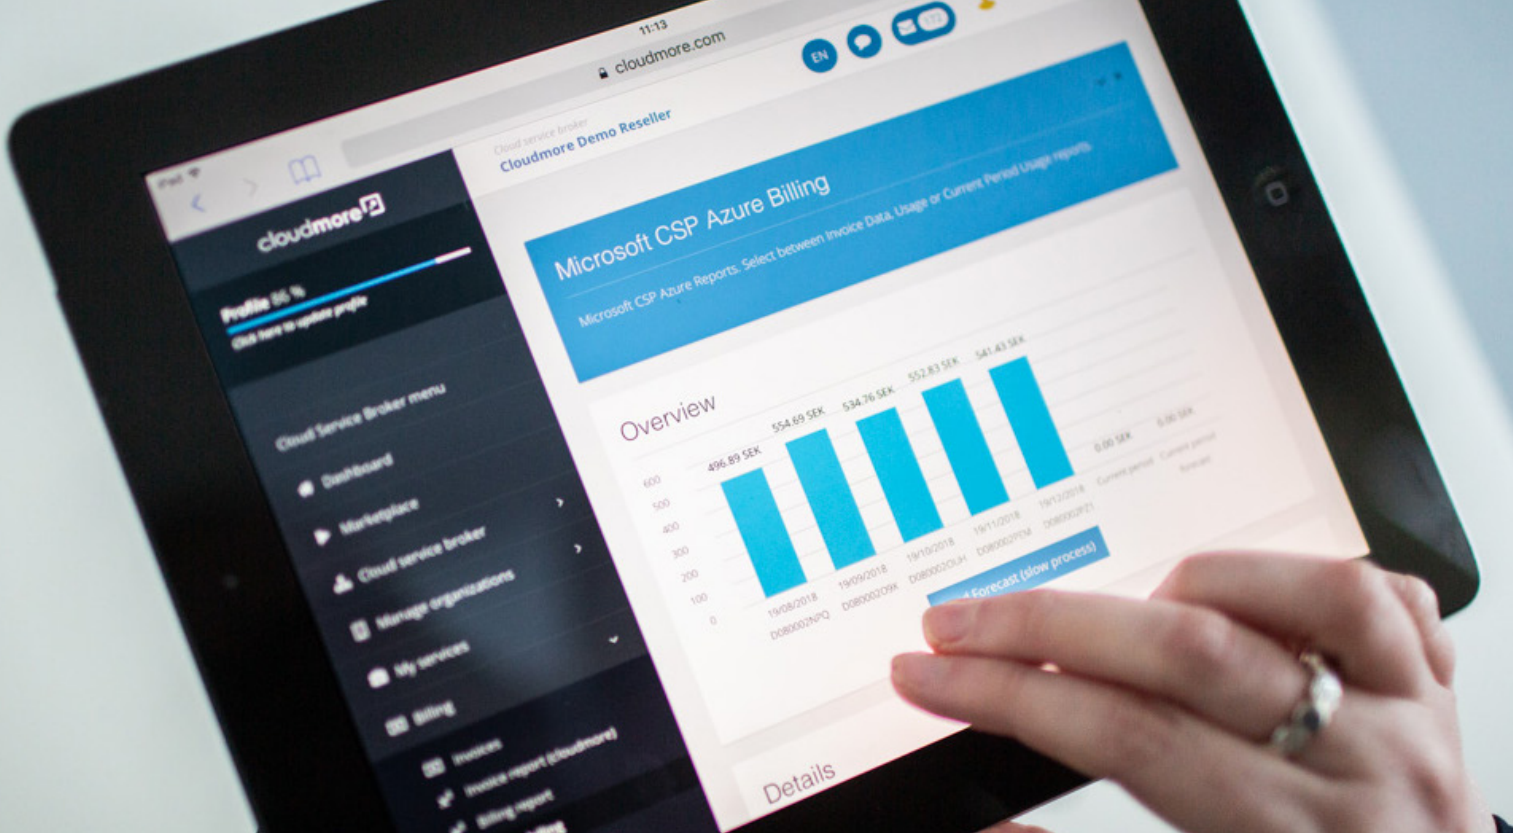 iPad
11:13
cloudmore.com
EN
172
cloudmore
Profile 86 %
Click here to update profile
Cloud Service Broker menu
Dashboard
Marketplace
Cloud service broker
Manage organizations
My services
Billing
Invoices
Invoice report (cloudmore)
Billing report
Cloud service broker
Cloudmore Demo Reseller
Microsoft CSP Azure Billing
Microsoft CSP Azure Reports. Select between Invoice Data, Usage or Current Period Usage reports
Overview
600
500
400
300
200
100
0
496.89 SEK
554.69 SEK
534.76 SEK
552.83 SEK
541.43 SEK
0.00 SEK
0.00 SEK
19/08/2018
D080002NPQ
19/09/2018
D080002O9K
19/10/2018
D080002OUH
19/11/2018
D080002PEM
19/12/2018
D080002PZ1
Current period
Current period
forecast
Forecast (slow process)
Details